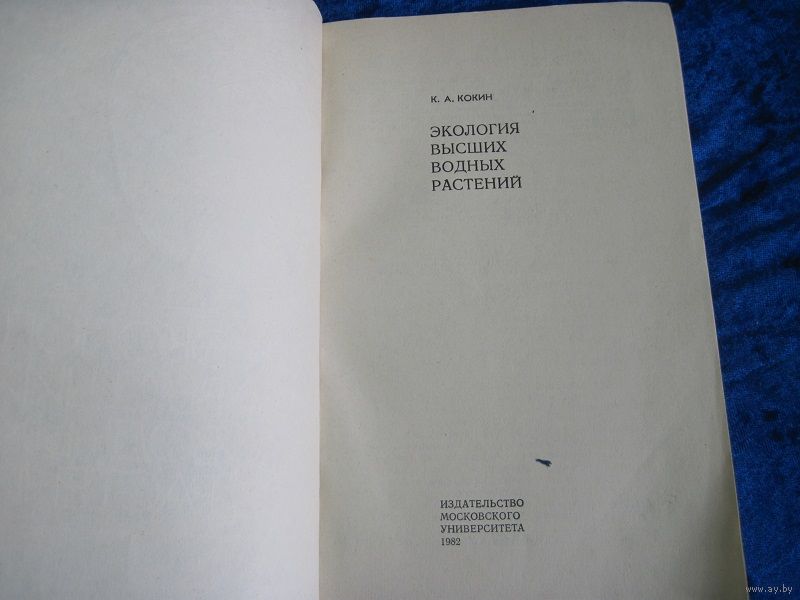 К. А. КОКИН
ЭКОЛОГИЯ
ВЫСШИХ
ВОДНЫХ
РАСТЕНИЙ
ИЗДАТЕЛЬСТВО
МОСКОВСКОГО
УНИВЕРСИТЕТА
1982
www.ay.by